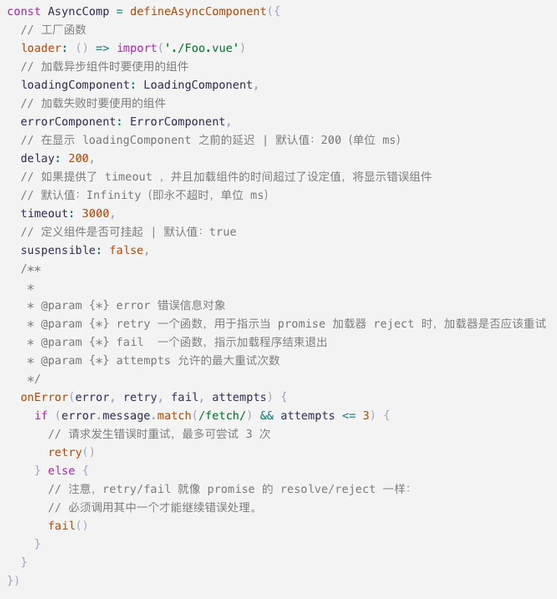 const AsyncComp = defineAsyncComponent({
  // 工厂函数
  loader: () => import('./Foo.vue')
  // 加载异步组件时要使用的组件
  loadingComponent: LoadingComponent,
  // 加载失败时要使用的组件
  errorComponent: ErrorComponent,
  // 在显示 loadingComponent 之前的延迟 | 默认值：200（单位 ms）
  delay: 200,
  // 如果提供了 timeout ，并且加载组件的时间超过了设定值，将显示错误组件
  // 默认值：Infinity（即永不超时，单位 ms）
  timeout: 3000,
  // 定义组件是否可挂起 | 默认值：true
  suspensible: false,
  /**
   *
   * @param {*} error 错误信息对象
   * @param {*} retry 一个函数，用于指示当 promise 加载器 reject 时，加载器是否应该重试
   * @param {*} fail  一个函数，指示加载程序结束退出
   * @param {*} attempts 允许的最大重试次数
   */
  onError(error, retry, fail, attempts) {
    if (error.message.match(/fetch/) && attempts <= 3) {
      // 请求发生错误时重试，最多可尝试 3 次
      retry()
    } else {
      // 注意，retry/fail 就像 promise 的 resolve/reject 一样：
      // 必须调用其中一个才能继续错误处理。
      fail()
    }
  }
})